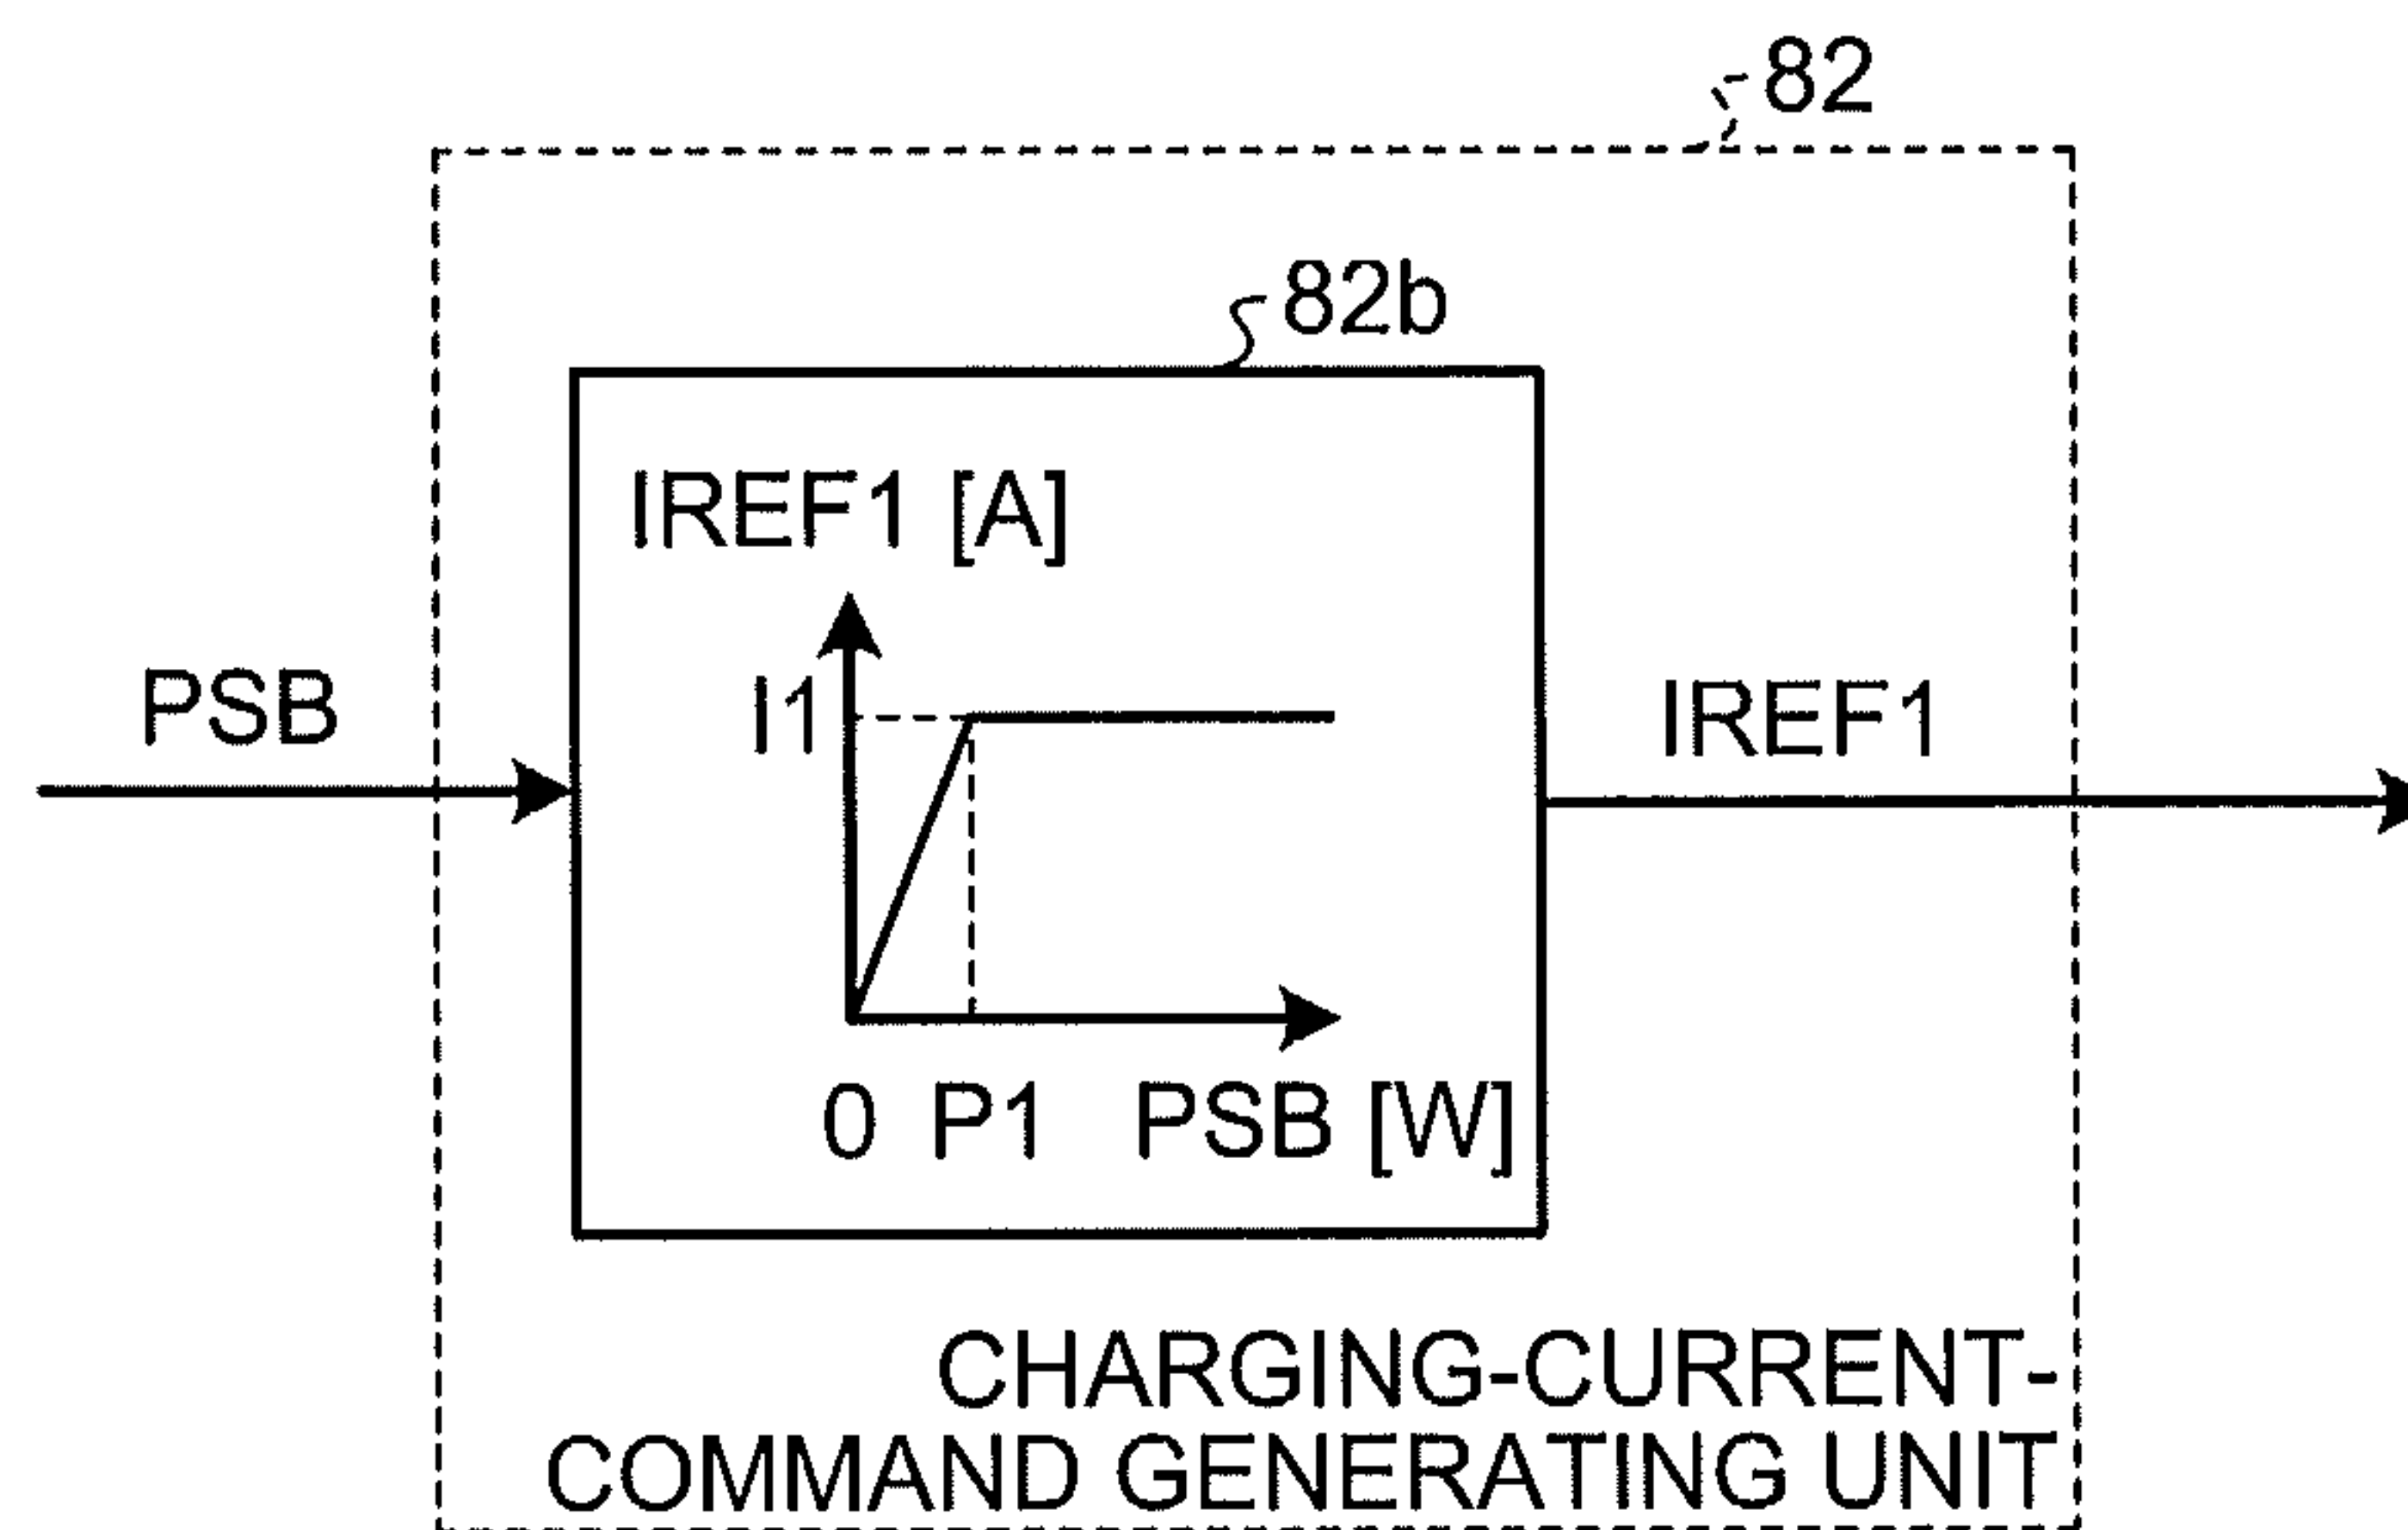 82
82b
IREF1 [A]
PSB
I1
IREF1
0 P1 PSB [W]
CHARGING-CURRENT-
COMMAND GENERATING UNIT